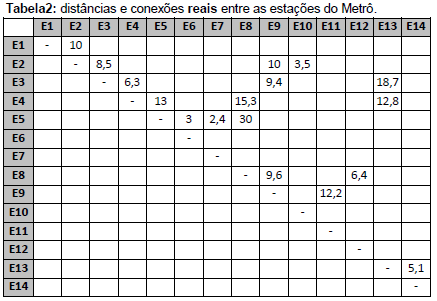 Tabela2: distâncias e conexões reais entre as estações do Metrô.
E1 E2 E3 E4 E5 E6 E7 E8 E9 E10 E11 E12 E13 E14
E1 - 10
E2 - 8,5 10 3,5
E3 - 6,3 9,4 18,7
E4 - 13 15,3 12,8
E5 - 3 2,4 30
E6 -
E7 -
E8 - 9,6 6,4
E9 - 12,2
E10 -
E11 -
E12 -
E13 - 5,1
E14 -